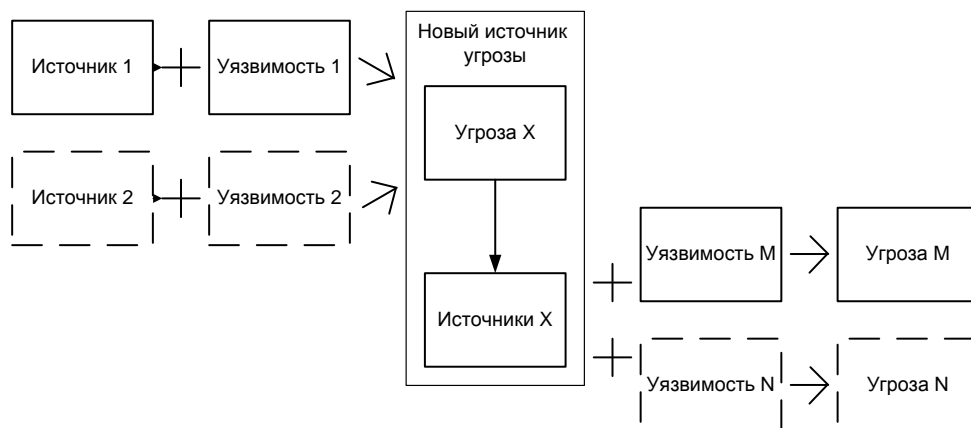 Источник 1
Уязвимость 1
Новый источник
угрозы
Угроза X
Источник 2
Уязвимость 2
Источники X
Уязвимость M
Угроза M
Уязвимость N
Угроза N